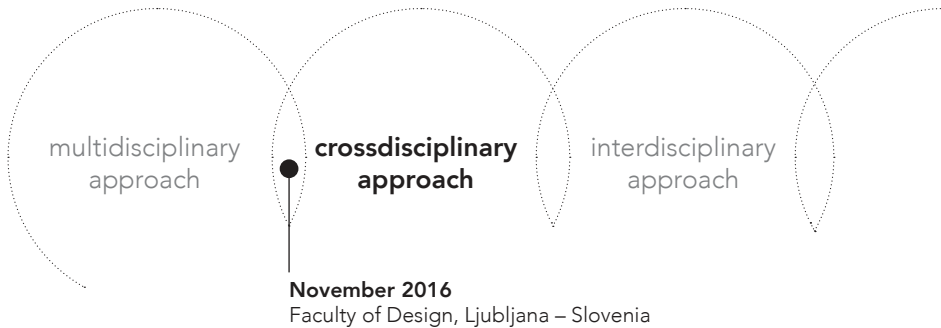 multidisciplinary
approach
crossdisciplinary
approach
interdisciplinary
approach
November 2016
Faculty of Design, Ljubljana – Slovenia